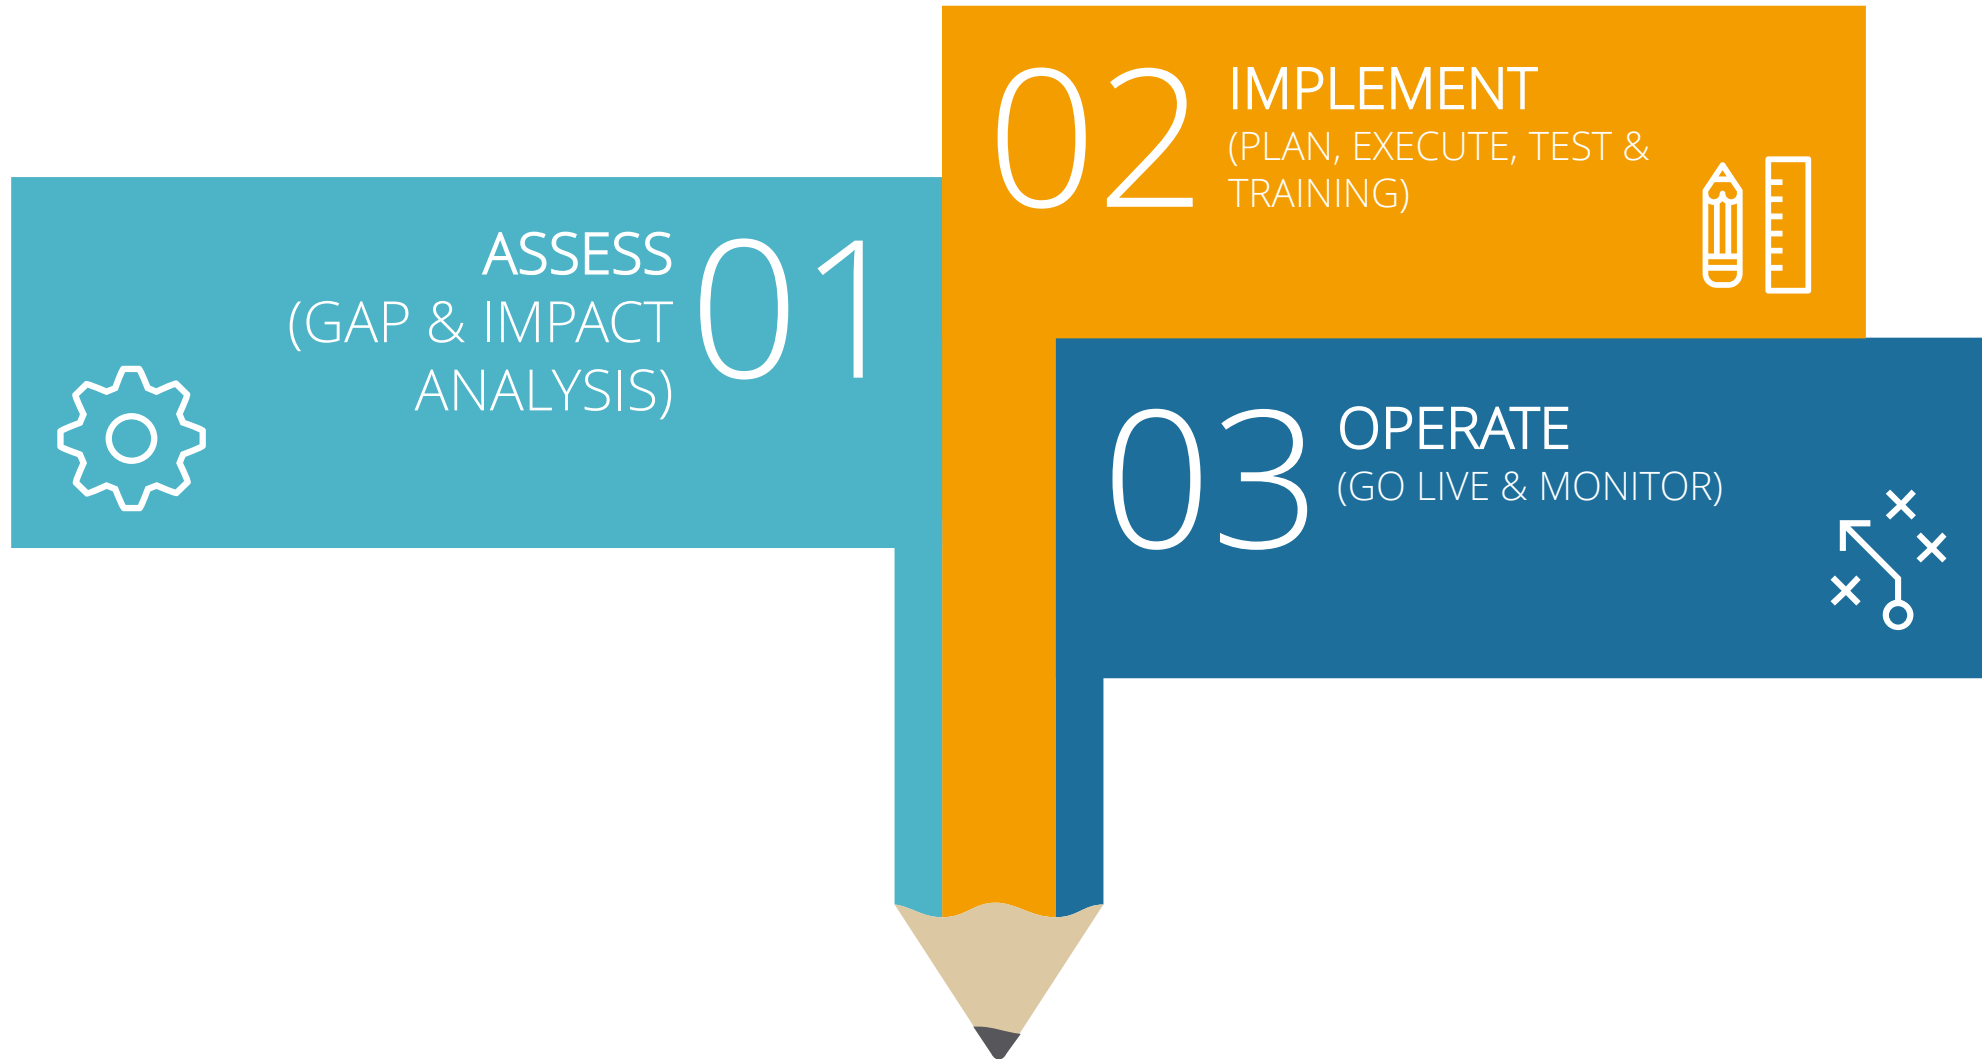 01
ASSESS
(GAP & IMPACT
ANALYSIS)
02
IMPLEMENT
(PLAN, EXECUTE, TEST &
TRAINING)
03
OPERATE
(GO LIVE & MONITOR)